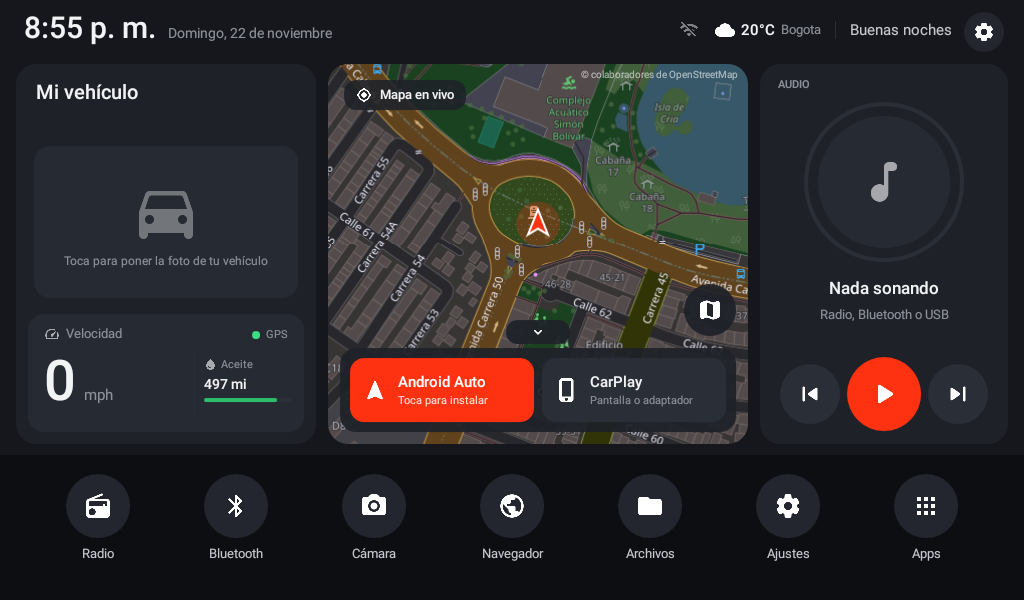 8:55 p. m.
Domingo, 22 de noviembre
20°C Bogota
Buenas noches
Mi vehículo
Toca para poner la foto de tu vehículo
Velocidad
GPS
0 mph
Aceite
497 mi
© colaboradores de OpenStreetMap
Mapa en vivo
Complejo
Acuático
Simón
Bolívar
Isla de
Cria
Cabaña
17
Cabaña
18
Carrera 55
Calle 61
Carrera 54A
Carrera 54
Carrera 53
Carrera 50
Carrera 45
46-28
45-21
Calle 62
Avenida Ca
P
Edificio
Calle 60
Android Auto
Toca para instalar
CarPlay
Pantalla o adaptador
AUDIO
Nada sonando
Radio, Bluetooth o USB
Radio
Bluetooth
Cámara
Navegador
Archivos
Ajustes
Apps